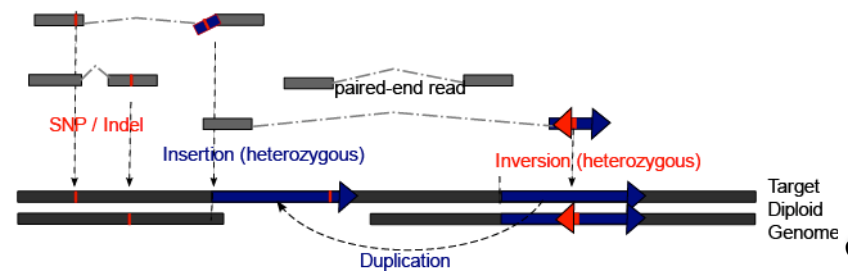 paired-end read
SNP / Indel
Insertion (heterozygous)
Inversion (heterozygous)
Target
Diploid
Genome
Duplication